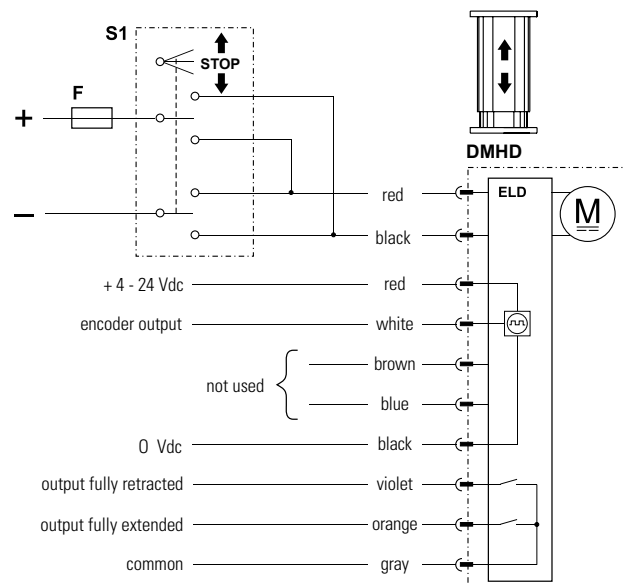 S1
STOP
F
+
–
DMHD
ELD
M
red
black
+ 4 - 24 Vdc
red
encoder output
white
not used
brown
blue
0 Vdc
black
output fully retracted
violet
output fully extended
orange
common
gray